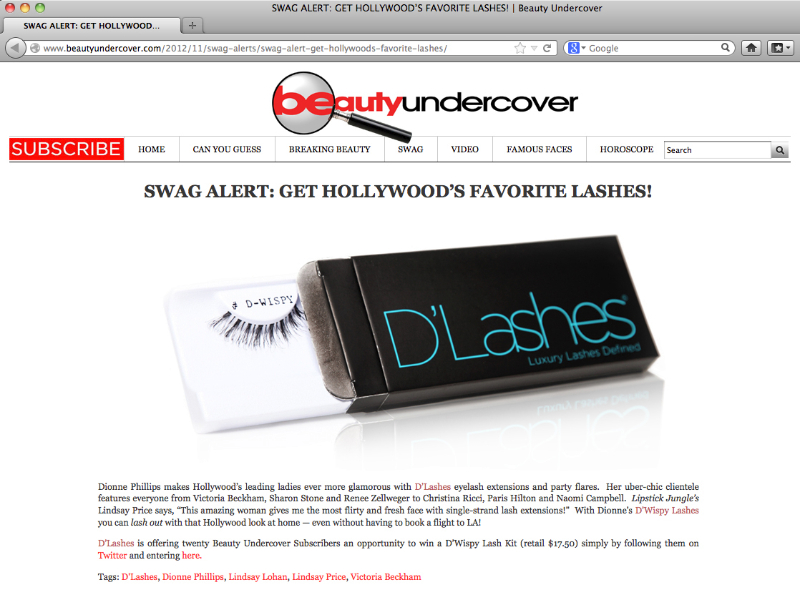 SWAG ALERT: GET HOLLYWOOD'S FAVORITE LASHES! | Beauty Undercover
SWAG ALERT: GET HOLLYWOOD...
www.beautyundercover.com/2012/11/swag-alerts/swag-alert-get-hollywoods-favorite-lashes/
Google
beautyundercover
SUBSCRIBE HOME CAN YOU GUESS BREAKING BEAUTY SWAG VIDEO FAMOUS FACES HOROSCOPE Search
SWAG ALERT: GET HOLLYWOOD'S FAVORITE LASHES!
# D-WISPY
D'Lashes®
Luxury Lashes Defined
Dionne Phillips makes Hollywood's leading ladies ever more glamorous with D'Lashes eyelash extensions and party flares. Her uber-chic clientele
features everyone from Victoria Beckham, Sharon Stone and Renee Zellweger to Christina Ricci, Paris Hilton and Naomi Campbell. Lipstick Jungle's
Lindsay Price says, "This amazing woman gives me the most flirty and fresh face with single-strand lash extensions!" With Dionne's D'Wispy Lashes
you can lash out with that Hollywood look at home — even without having to book a flight to LA!
D'Lashes is offering twenty Beauty Undercover Subscribers an opportunity to win a D'Wispy Lash Kit (retail $17.50) simply by following them on
Twitter and entering here.
Tags: D'Lashes, Dionne Phillips, Lindsay Lohan, Lindsay Price, Victoria Beckham